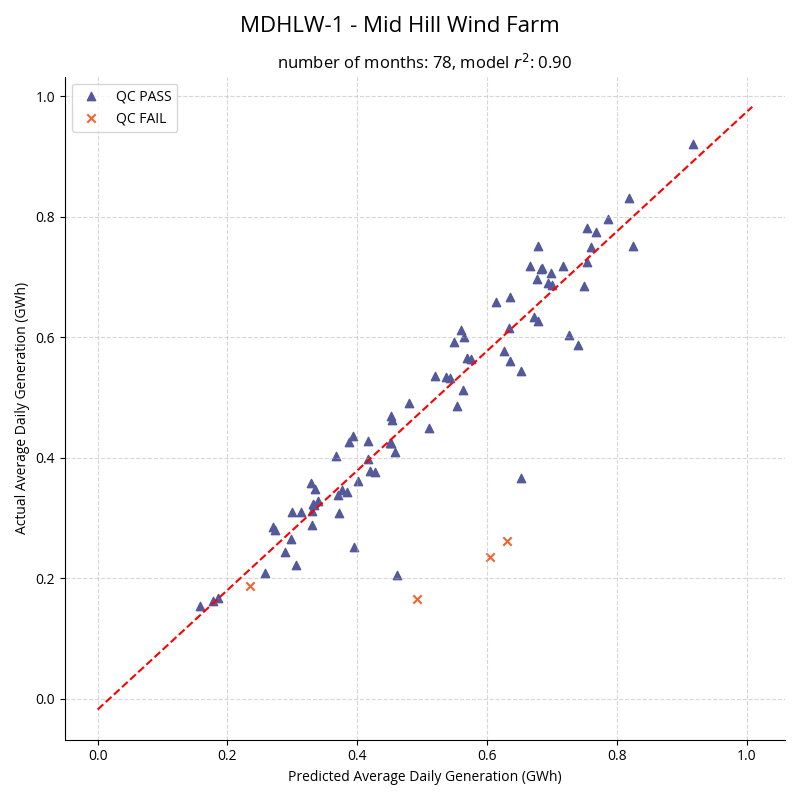 MDHLW-1 - Mid Hill Wind Farm
number of months: 78, model r²: 0.90
QC PASS
QC FAIL
1.0
0.8
0.6
0.4
0.2
0.0
Actual Average Daily Generation (GWh)
0.0 0.2 0.4 0.6 0.8 1.0
Predicted Average Daily Generation (GWh)